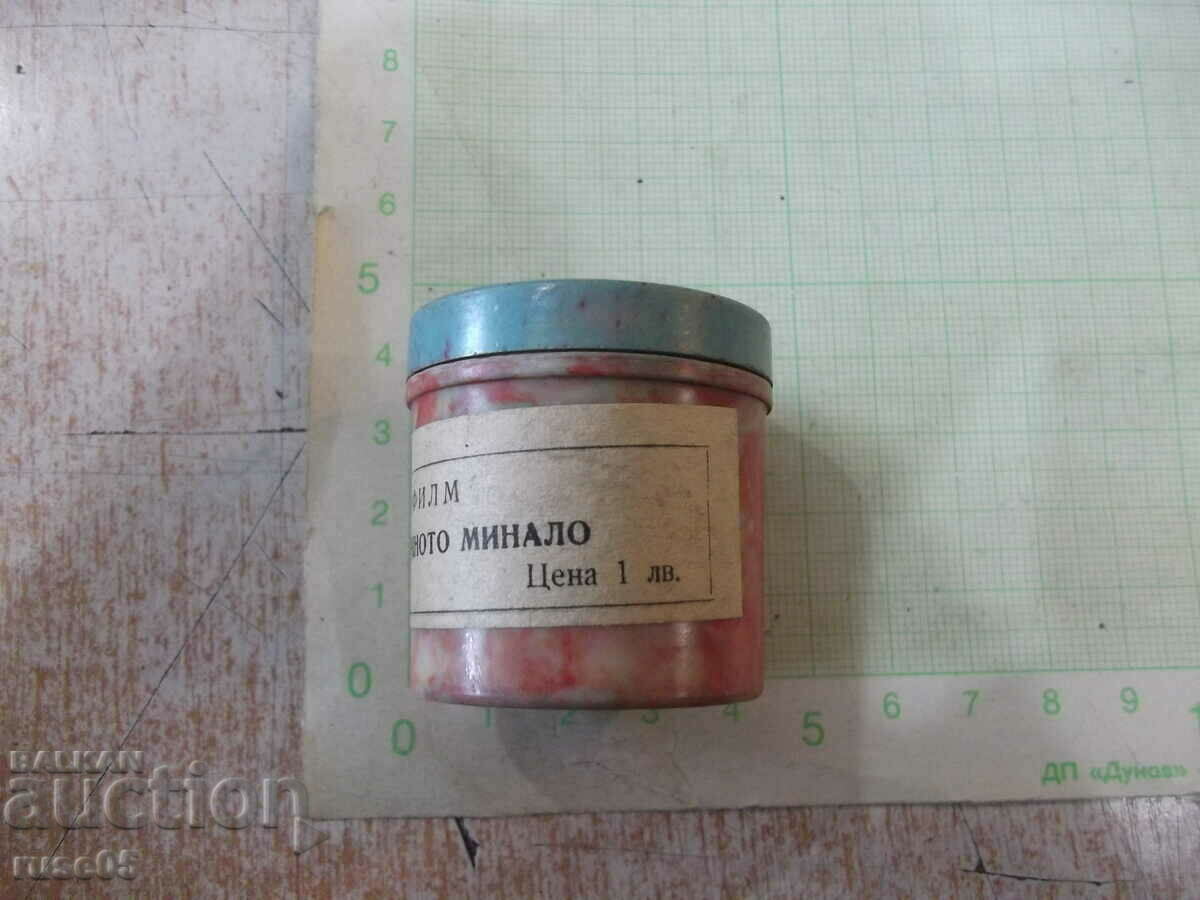 8
7
6
5
4
3
2
1
0
ФИЛМ
НОТО МИНАЛО
Цена 1 лв.
0 1 2 3 4 5 6 7 8 9 1
ДП «Дунав»
BALKAN
auction
ruse05